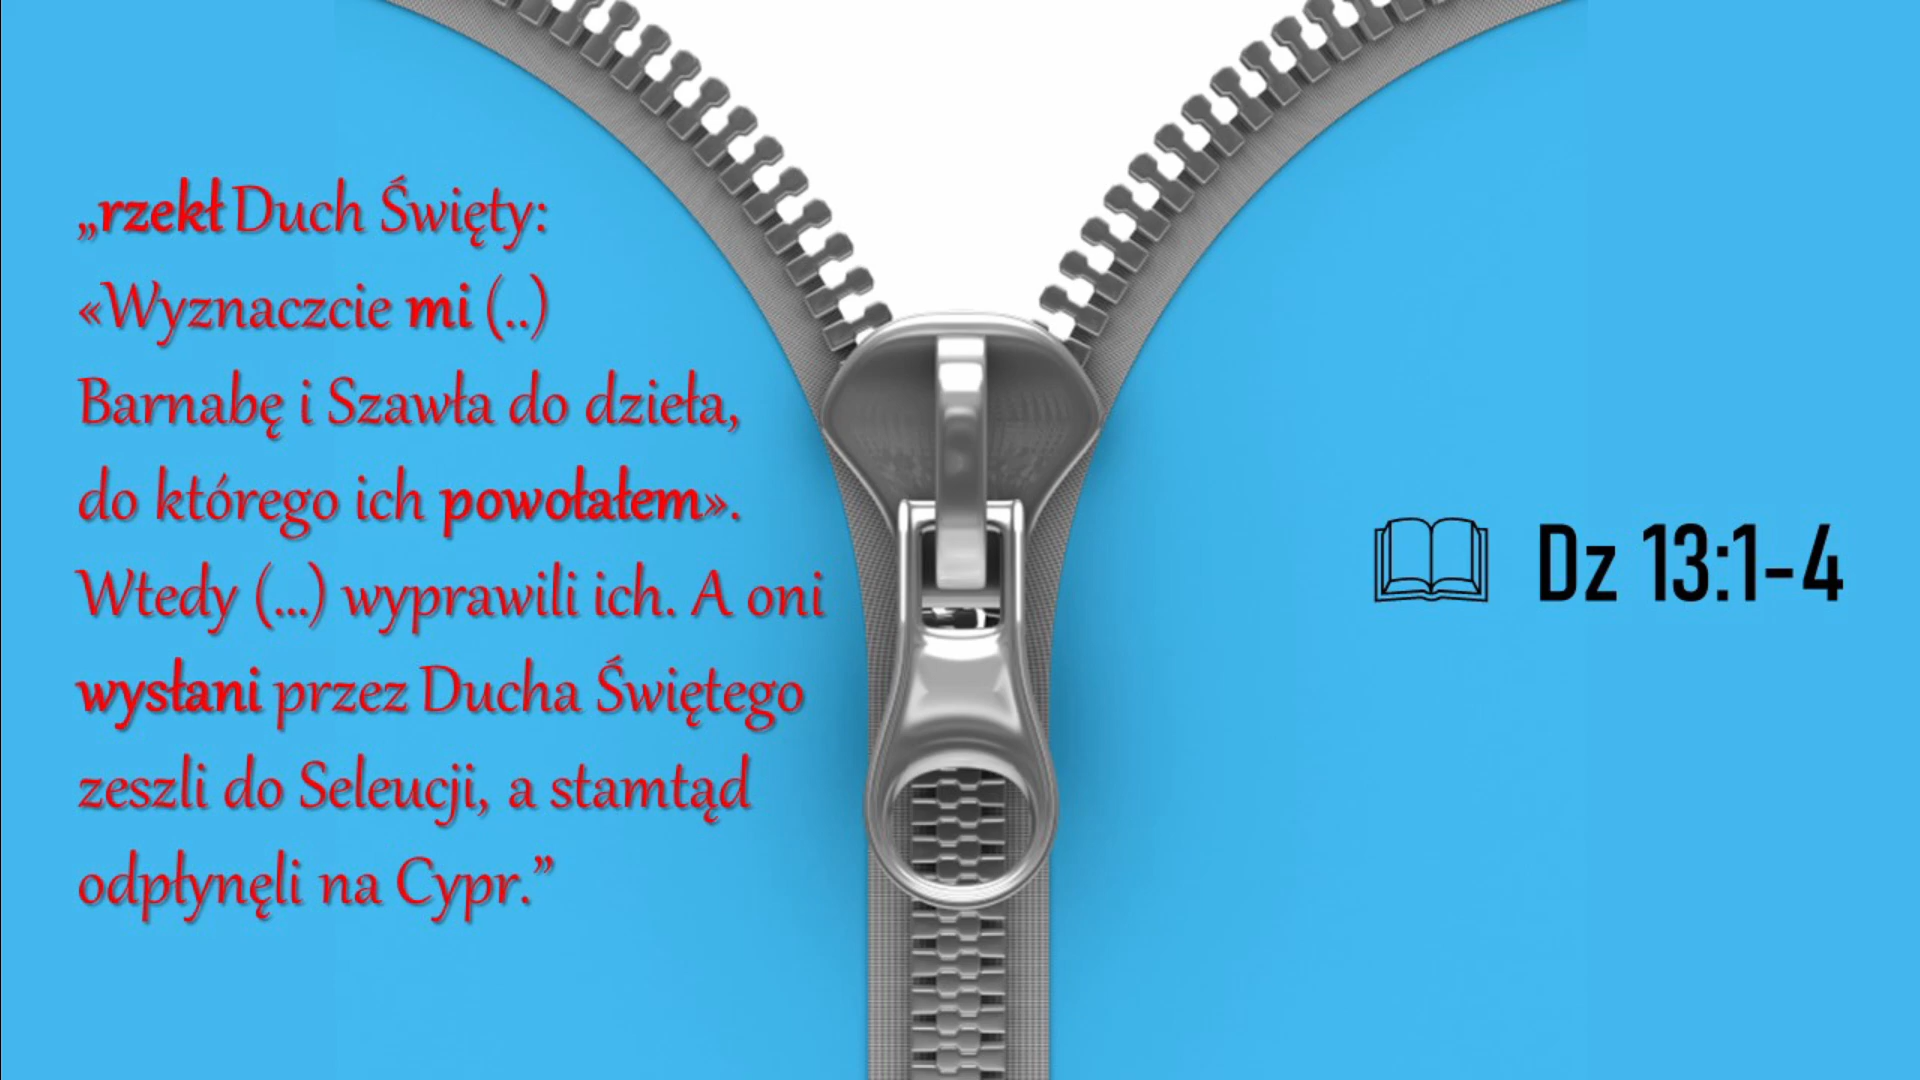 „rzekł Duch Święty:
«Wyznaczcie mi (..)
Barnabę i Szawła do dzieła,
do którego ich powołałem».
Wtedy (...) wyprawili ich. A oni
wysłani przez Ducha Świętego
zeszli do Seleucji, a stamtąd
odpłynęli na Cypr.”
Dz 13:1-4